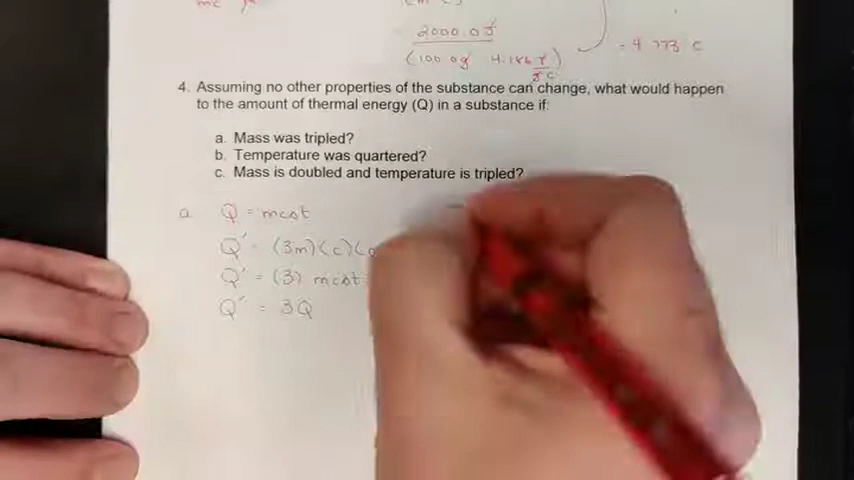 2000.0J
(100.0g 4.186 J/g°C) = 4.773 C
4. Assuming no other properties of the substance can change, what would happen
to the amount of thermal energy (Q) in a substance if:
a. Mass was tripled?
b. Temperature was quartered?
c. Mass is doubled and temperature is tripled?
a. Q = mcΔt
Q' = (3m)(c)(
Q' = (3) mcΔt
Q' = 3Q